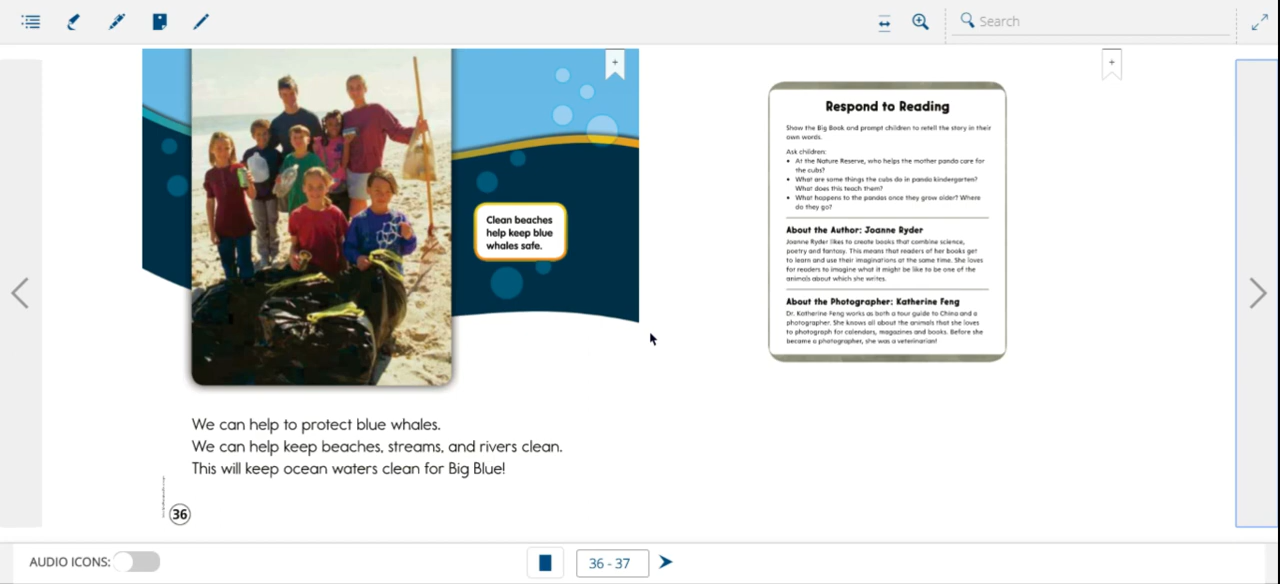 Search
Clean beaches
help keep blue
whales safe.
We can help to protect blue whales.
We can help keep beaches, streams, and rivers clean.
This will keep ocean waters clean for Big Blue!
36
Respond to Reading
Show the Big Book and prompt children to retell the story in their
own words.
Ask children:
• At the Nature Reserve, who helps the mother panda care for
the cubs?
• What are some things the cubs do in panda kindergarten?
What does this teach them?
• What happens to the pandas once they grow older? Where
do they go?
About the Author: Joanne Ryder
Joanne Ryder likes to create books that combine science,
poetry and fantasy. This means that readers of her books get
to learn and use their imaginations at the same time. She loves
for readers to imagine what it might be like to be one of the
animals about which she writes.
About the Photographer: Katherine Feng
Dr. Katherine Feng works as both a tour guide to China and a
photographer. She knows all about the animals that she loves
to photograph for calendars, magazines and books. Before she
became a photographer, she was a veterinarian!
AUDIO ICONS:
36 - 37